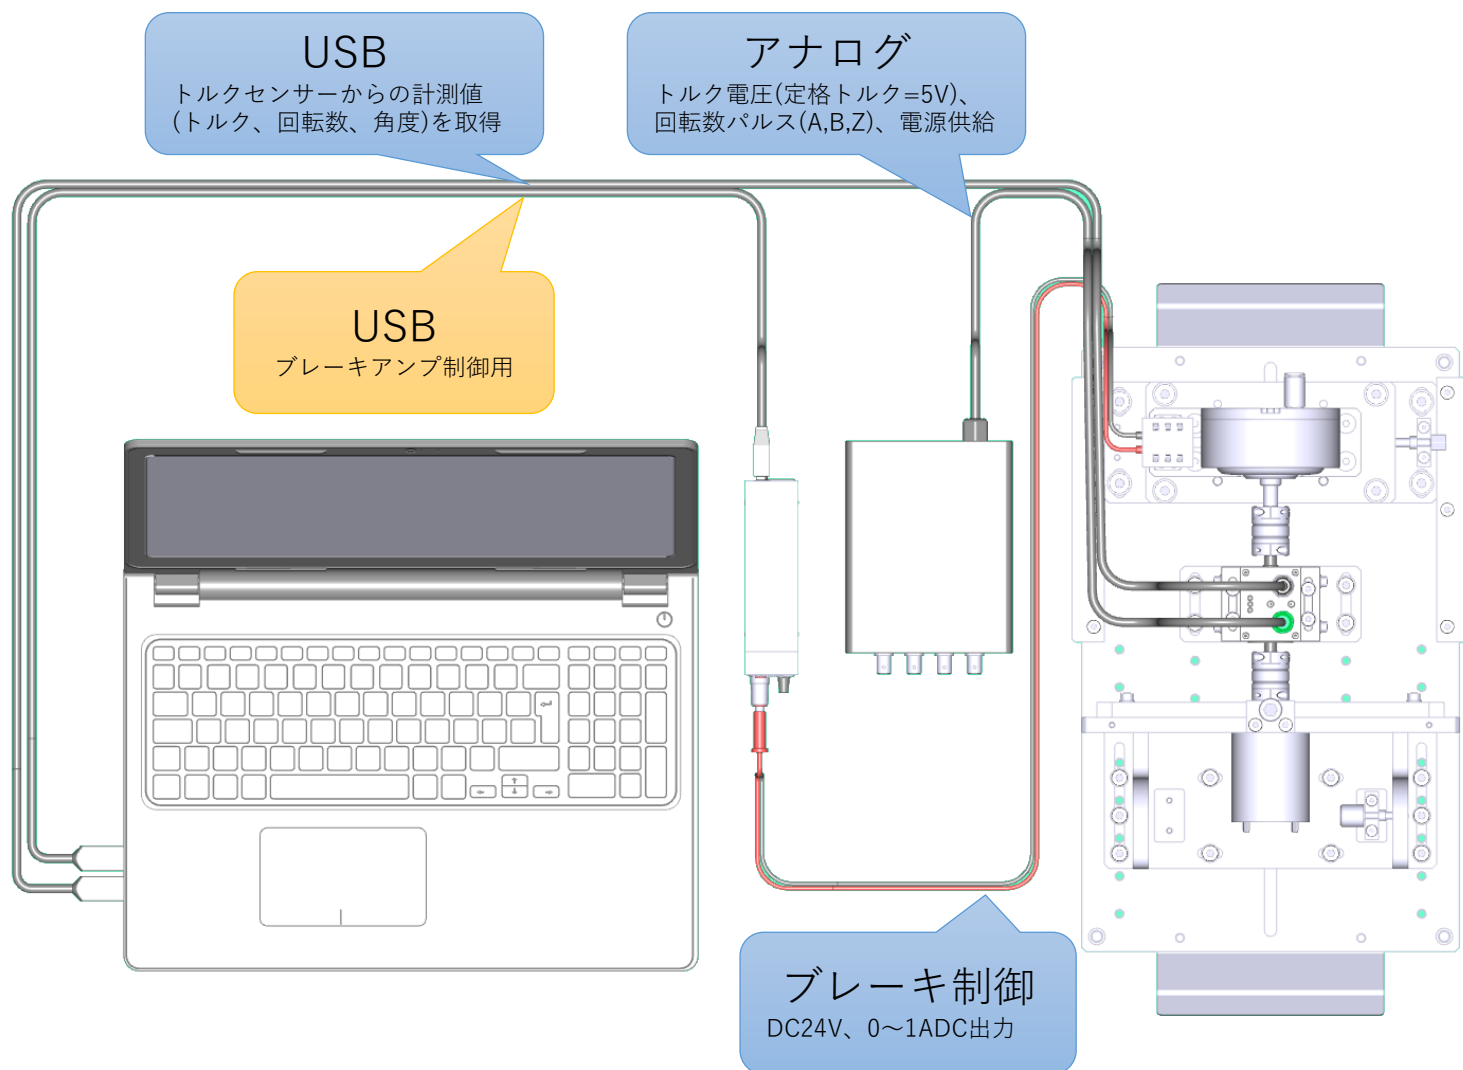 USB
トルクセンサーからの計測値
(トルク、回転数、角度)を取得
アナログ
トルク電圧(定格トルク=5V)、
回転数パルス(A,B,Z)、電源供給
USB
ブレーキアンプ制御用
ブレーキ制御
DC24V、0～1ADC出力